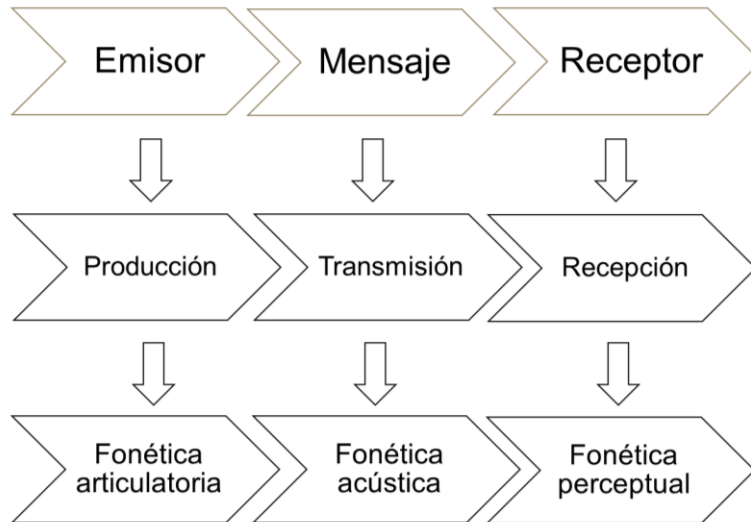 Emisor
Mensaje
Receptor
Producción
Transmisión
Recepción
Fonética
articulatoria
Fonética
acústica
Fonética
perceptual